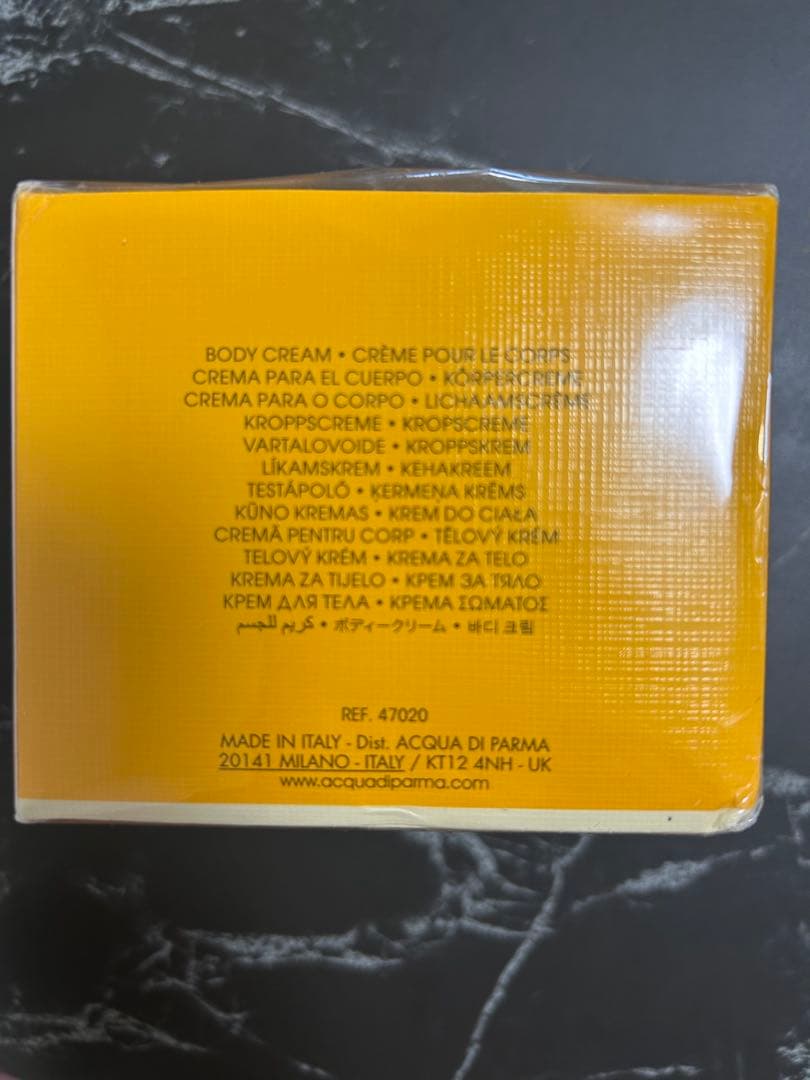 BODY CREAM • CRÈME POUR LE CORPS
CREMA PARA EL CUERPO • KÖRPERCREME
CREMA PARA O CORPO • LICHAAMSCRÈME
KROPPSCREME • KROPSCREME
VARTALOVOIDE • KROPPSKREM
LÍKAMSKREM • KEHAKREEM
TESTÁPOLÓ • ĶERMEŅA KRĒMS
KŪNO KREMAS • KREM DO CIAŁA
CREMĂ PENTRU CORP • TĚLOVÝ KRÉM
TELOVÝ KRÉM • KREMA ZA TELO
KREMA ZA TIJELO • КРЕМ ЗА ТЯЛО
КРЕМ ДЛЯ ТЕЛА • ΚΡΕΜΑ ΣΩΜΑΤΟΣ
كريم للجسم • ボディークリーム • 바디 크림
REF. 47020
MADE IN ITALY - Dist. ACQUA DI PARMA
20141 MILANO - ITALY / KT12 4NH - UK
www.acquadiparma.com